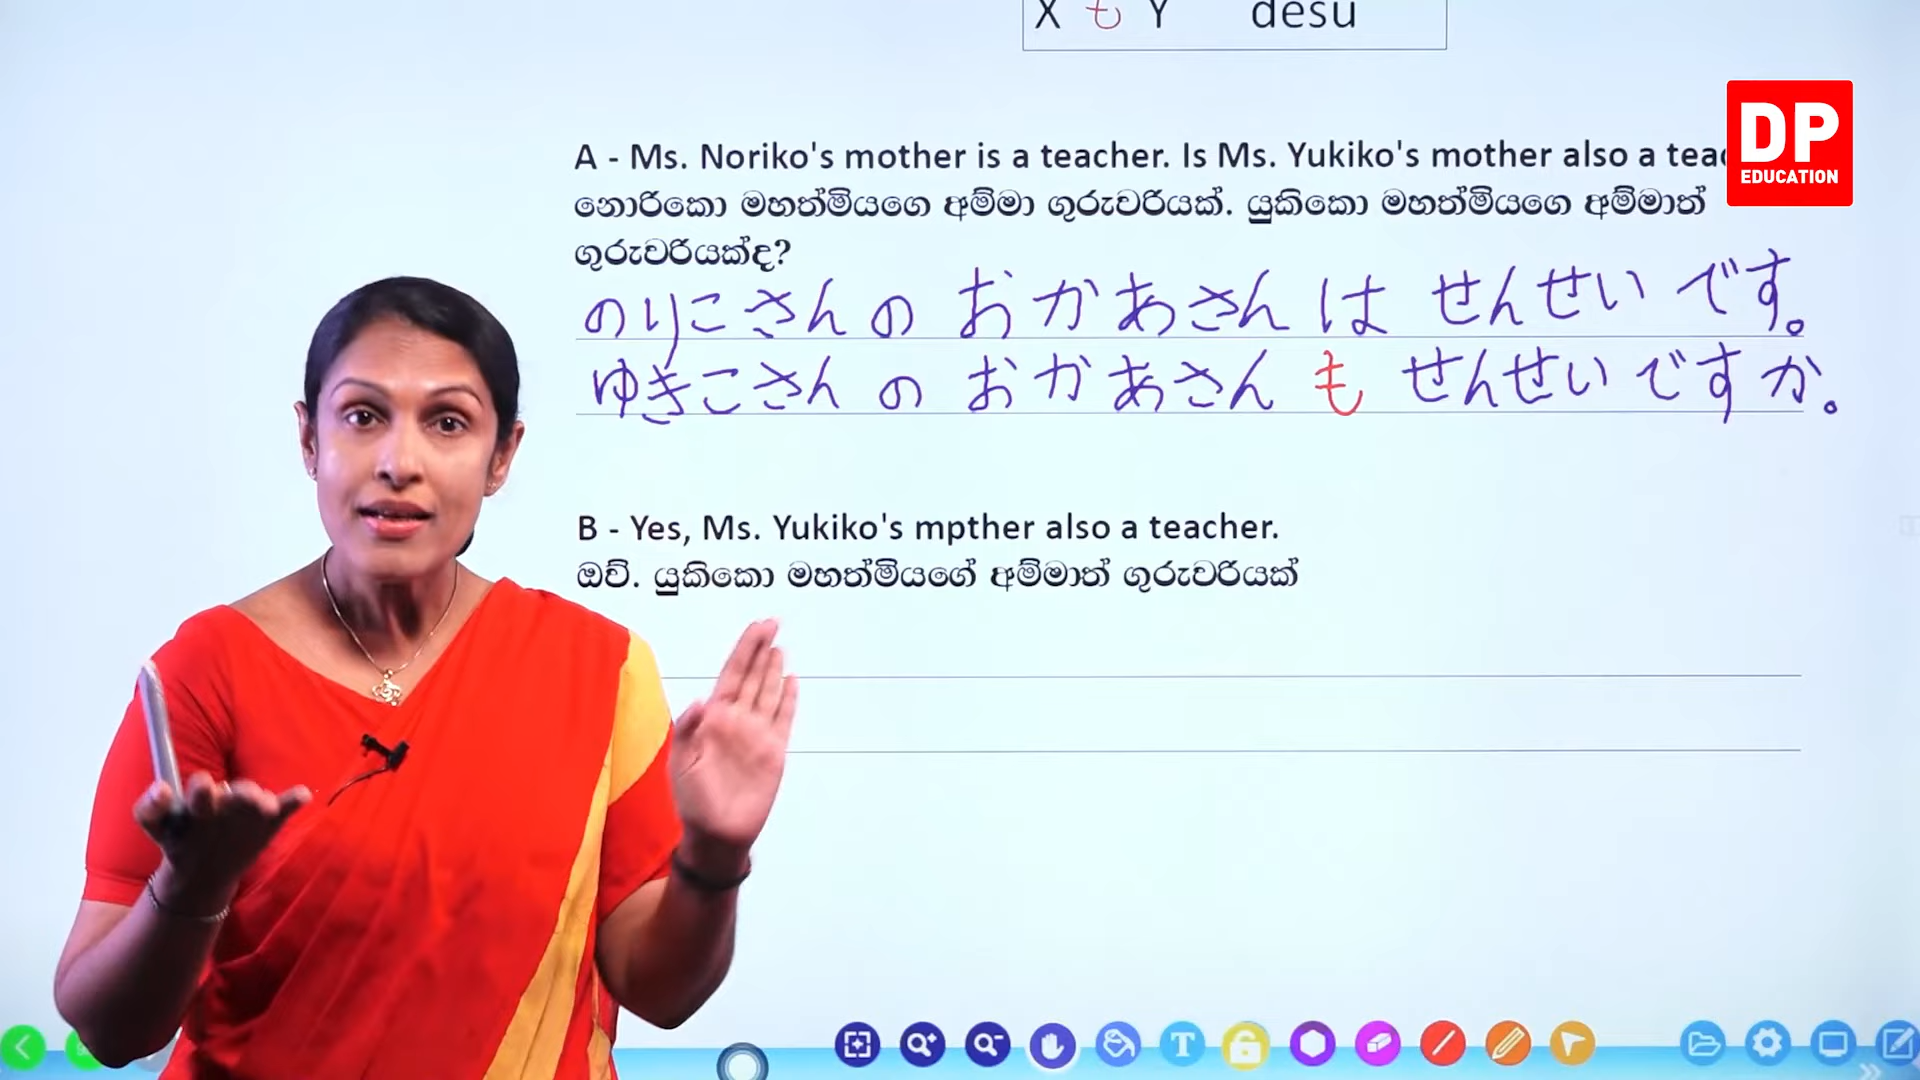 X も Y desu
DP
EDUCATION
A - Ms. Noriko's mother is a teacher. Is Ms. Yukiko's mother also a
නොරිකො මහත්මියගෙ අම්මා ගුරුවරියක්. යුකිකො මහත්මියගෙ අම්මාත්
ගුරුවරියක්ද?
のりこさん の おかあさん は せんせい です。
ゆきこさん の おかあさん も せんせい ですか。
B - Yes, Ms. Yukiko's mpther also a teacher.
ඔව්. යුකිකො මහත්මියගේ අම්මාත් ගුරුවරියක්
T